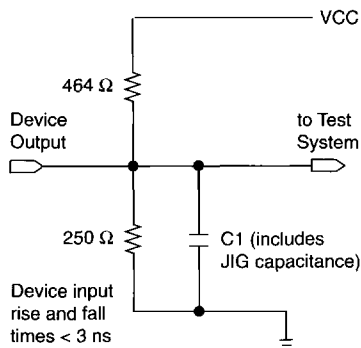 VCC
464 Ω
Device
Output
to Test
System
250 Ω
C1 (includes
JIG capacitance)
Device input
rise and fall
times < 3 ns